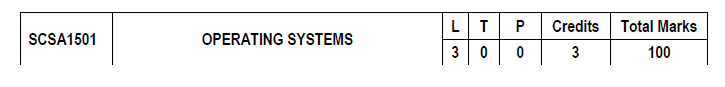 SCSA1501 OPERATING SYSTEMS L T P Credits Total Marks
3 0 0 3 100